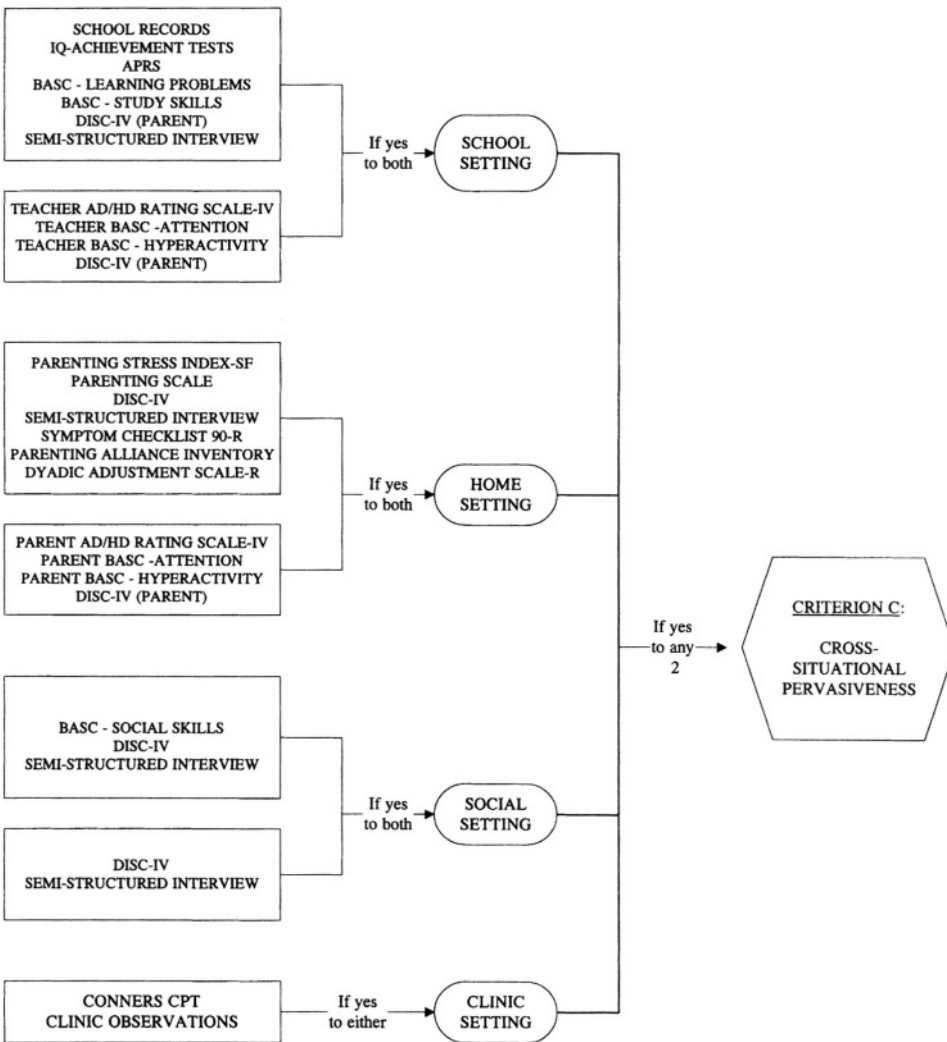 SCHOOL RECORDS
IQ-ACHIEVEMENT TESTS
APRS
BASC - LEARNING PROBLEMS
BASC - STUDY SKILLS
DISC-IV (PARENT)
SEMI-STRUCTURED INTERVIEW
If yes
to both
SCHOOL
SETTING
TEACHER AD/HD RATING SCALE-IV
TEACHER BASC -ATTENTION
TEACHER BASC - HYPERACTIVITY
DISC-IV (PARENT)
PARENTING STRESS INDEX-SF
PARENTING SCALE
DISC-IV
SEMI-STRUCTURED INTERVIEW
SYMPTOM CHECKLIST 90-R
PARENTING ALLIANCE INVENTORY
DYADIC ADJUSTMENT SCALE-R
If yes
to both
HOME
SETTING
PARENT AD/HD RATING SCALE-IV
PARENT BASC -ATTENTION
PARENT BASC - HYPERACTIVITY
DISC-IV (PARENT)
If yes
to any
2
CRITERION C:
CROSS-
SITUATIONAL
PERVASIVENESS
BASC - SOCIAL SKILLS
DISC-IV
SEMI-STRUCTURED INTERVIEW
If yes
to both
SOCIAL
SETTING
DISC-IV
SEMI-STRUCTURED INTERVIEW
CONNERS CPT
CLINIC OBSERVATIONS
If yes
to either
CLINIC
SETTING